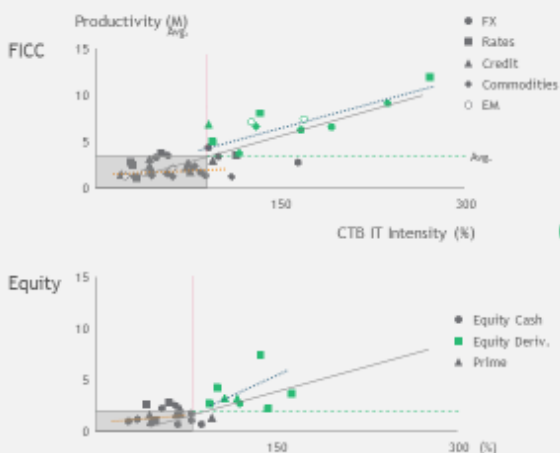 Productivity (M)
Avg.
FICC
15
10
5
0
150
300
Avg.
CTB IT Intensity (%)
FX
Rates
Credit
Commodities
EM
Equity
15
10
5
0
150
300 (%)
Equity Cash
Equity Deriv.
Prime